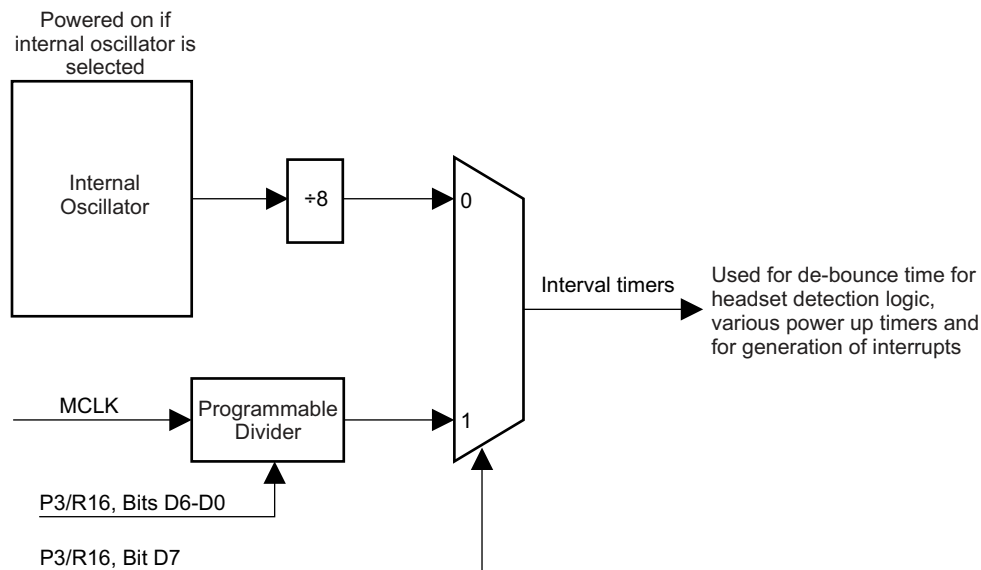 Powered on if
internal oscillator is
selected
Internal
Oscillator
÷8
0
Interval timers
Used for de-bounce time for
headset detection logic,
various power up timers and
for generation of interrupts
MCLK
Programmable
Divider
1
P3/R16, Bits D6-D0
P3/R16, Bit D7